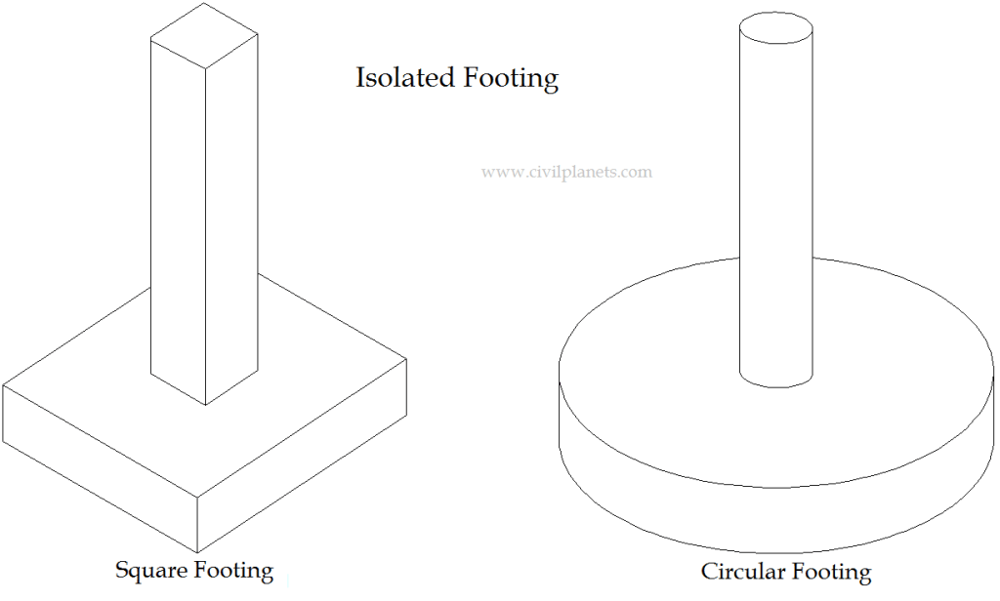 Isolated Footing
www.civilplanets.com
Square Footing
Circular Footing